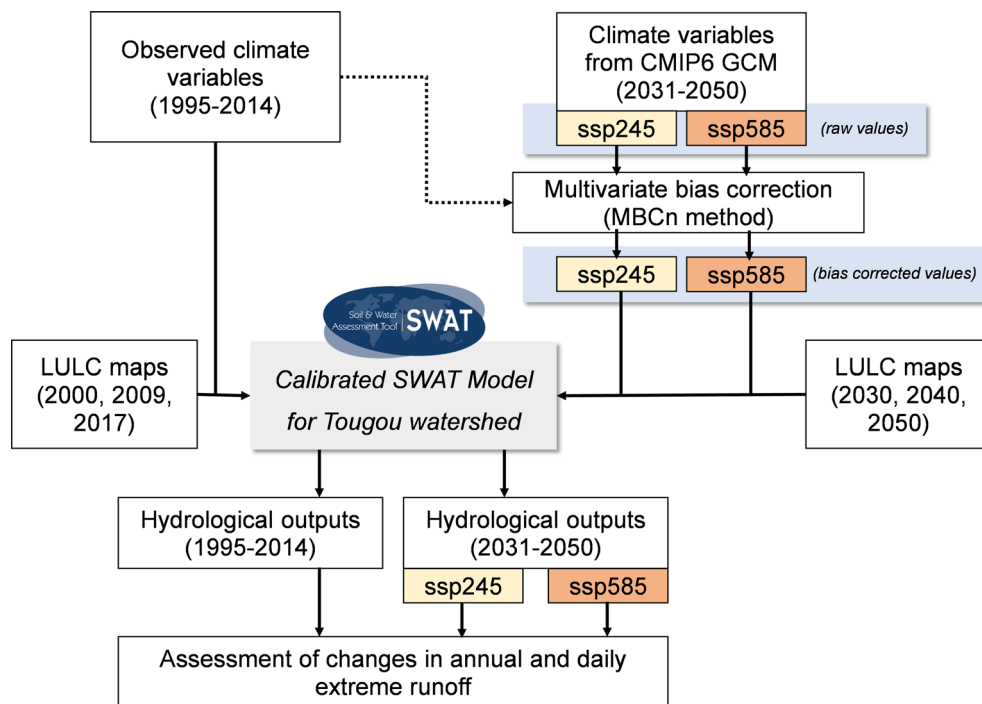 Observed climate
variables
(1995-2014)
Climate variables
from CMIP6 GCM
(2031-2050)
ssp245
ssp585
(raw values)
Multivariate bias correction
(MBCn method)
ssp245
ssp585
(bias corrected values)
Soil & Water
Assessment Tool
SWAT
LULC maps
(2000, 2009,
2017)
Calibrated SWAT Model
for Tougou watershed
LULC maps
(2030, 2040,
2050)
Hydrological outputs
(1995-2014)
Hydrological outputs
(2031-2050)
ssp245
ssp585
Assessment of changes in annual and daily
extreme runoff